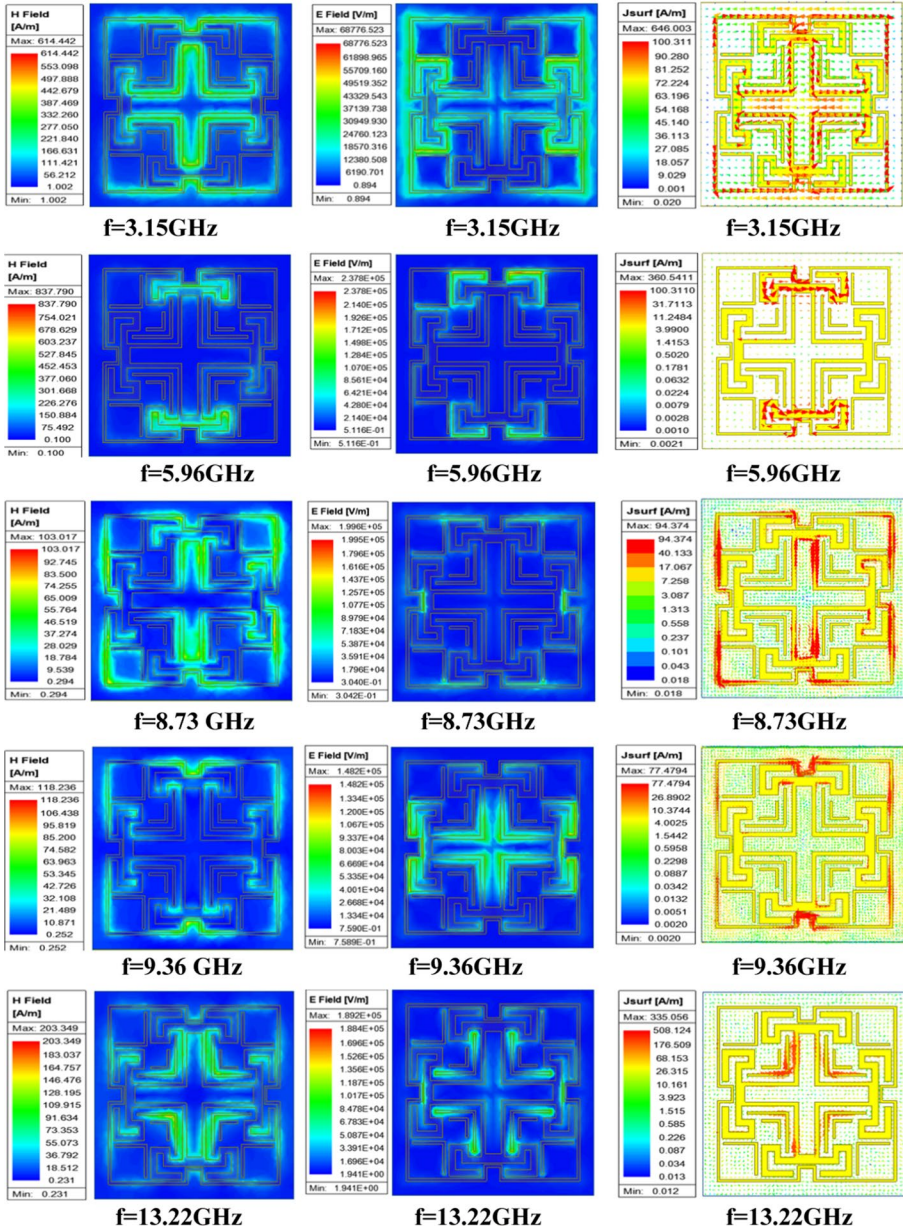 H Field
[A/m]
Max: 614.442
614.442
553.098
497.888
442.679
387.469
332.260
277.050
221.840
166.631
111.421
56.212
1.002
Min: 1.002
f=3.15GHz
E Field [V/m]
Max: 68776.523
68776.523
61898.965
55709.160
49519.352
43329.543
37139.738
30949.930
24760.123
18570.316
12380.508
6190.701
0.894
Min: 0.894
f=3.15GHz
Jsurf [A/m]
Max: 646.003
100.311
90.280
81.252
72.224
63.196
54.168
45.140
36.113
27.085
18.057
9.029
0.001
Min: 0.020
f=3.15GHz
H Field
[A/m]
Max: 837.790
837.790
754.021
678.629
603.237
527.845
452.453
377.060
301.668
226.276
150.884
75.492
0.100
Min: 0.100
f=5.96GHz
E Field [V/m]
Max: 2.378E+05
2.378E+05
2.140E+05
1.926E+05
1.712E+05
1.498E+05
1.284E+05
1.070E+05
8.561E+04
6.421E+04
4.280E+04
2.140E+04
5.116E-01
Min: 5.116E-01
f=5.96GHz
Jsurf [A/m]
Max: 360.5411
100.3110
31.7113
11.2484
3.9900
1.4153
0.5020
0.1781
0.0632
0.0224
0.0079
0.0028
0.0010
Min: 0.0021
f=5.96GHz
H Field
[A/m]
Max: 103.017
103.017
92.745
83.500
74.255
65.009
55.764
46.519
37.274
28.029
18.784
9.539
0.294
Min: 0.294
f=8.73 GHz
E Field [V/m]
Max: 1.996E+05
1.995E+05
1.796E+05
1.616E+05
1.437E+05
1.257E+05
1.077E+05
8.979E+04
7.183E+04
5.387E+04
3.591E+04
1.796E+04
3.040E-01
Min: 3.042E-01
f=8.73GHz
Jsurf [A/m]
Max: 94.374
94.374
40.133
17.067
7.258
3.087
1.313
0.558
0.237
0.101
0.043
0.018
Min: 0.018
f=8.73GHz
H Field
[A/m]
Max: 118.236
118.236
106.438
95.819
85.200
74.582
63.963
53.345
42.726
32.108
21.489
10.871
0.252
Min: 0.252
f=9.36 GHz
E Field [V/m]
Max: 1.482E+05
1.482E+05
1.334E+05
1.200E+05
1.067E+05
9.337E+04
8.003E+04
6.669E+04
5.335E+04
4.001E+04
2.668E+04
1.334E+04
7.590E-01
Min: 7.589E-01
f=9.36GHz
Jsurf [A/m]
Max: 77.4794
77.4794
26.8902
10.3744
4.0025
1.5442
0.5958
0.2298
0.0887
0.0342
0.0132
0.0051
0.0020
Min: 0.0020
f=9.36GHz
H Field
[A/m]
Max: 203.349
203.349
183.037
164.757
146.476
128.195
109.915
91.634
73.353
55.073
36.792
18.512
0.231
Min: 0.231
f=13.22GHz
E Field [V/m]
Max: 1.892E+05
1.884E+05
1.696E+05
1.526E+05
1.356E+05
1.187E+05
1.017E+05
8.478E+04
6.783E+04
5.087E+04
3.391E+04
1.696E+04
1.941E+00
Min: 1.941E+00
f=13.22GHz
Jsurf [A/m]
Max: 335.056
508.124
176.509
68.153
26.315
10.161
3.923
1.515
0.585
0.226
0.087
0.034
0.013
Min: 0.012
f=13.22GHz